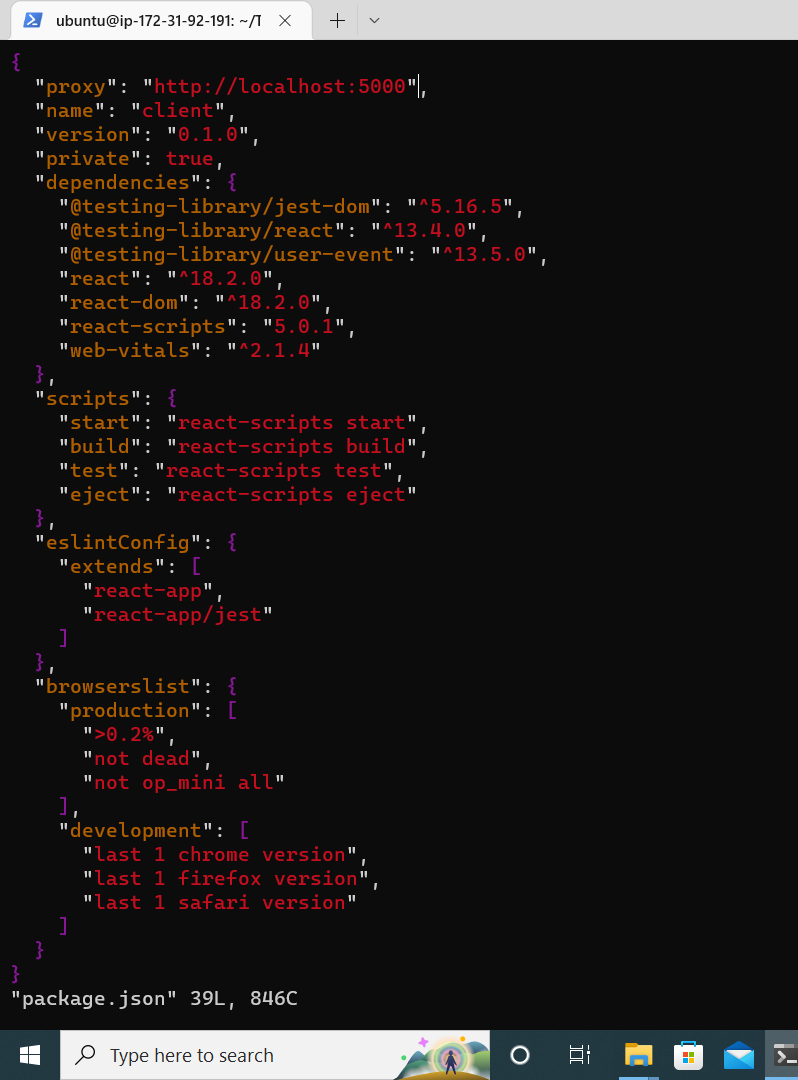 ubuntu@ip-172-31-92-191: ~/T
{
  "proxy": "http://localhost:5000",
  "name": "client",
  "version": "0.1.0",
  "private": true,
  "dependencies": {
    "@testing-library/jest-dom": "^5.16.5",
    "@testing-library/react": "^13.4.0",
    "@testing-library/user-event": "^13.5.0",
    "react": "^18.2.0",
    "react-dom": "^18.2.0",
    "react-scripts": "5.0.1",
    "web-vitals": "^2.1.4"
  },
  "scripts": {
    "start": "react-scripts start",
    "build": "react-scripts build",
    "test": "react-scripts test",
    "eject": "react-scripts eject"
  },
  "eslintConfig": {
    "extends": [
      "react-app",
      "react-app/jest"
    ]
  },
  "browserslist": {
    "production": [
      ">0.2%",
      "not dead",
      "not op_mini all"
    ],
    "development": [
      "last 1 chrome version",
      "last 1 firefox version",
      "last 1 safari version"
    ]
  }
}
"package.json" 39L, 846C
Type here to search